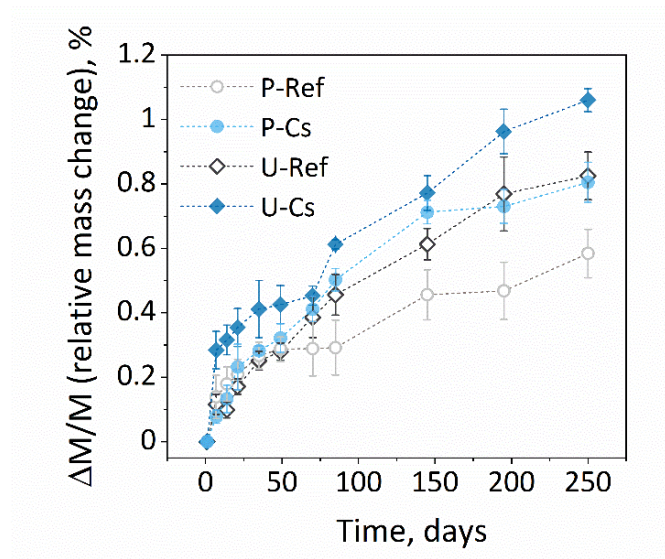 ΔM/M (relative mass change), %
1.2
1
0.8
0.6
0.4
0.2
0
P-Ref
P-Cs
U-Ref
U-Cs
0 50 100 150 200 250
Time, days